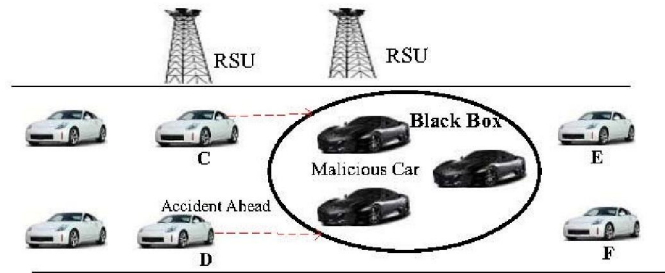 RSU
RSU
Black Box
C
E
Malicious Car
Accident Ahead
D
F